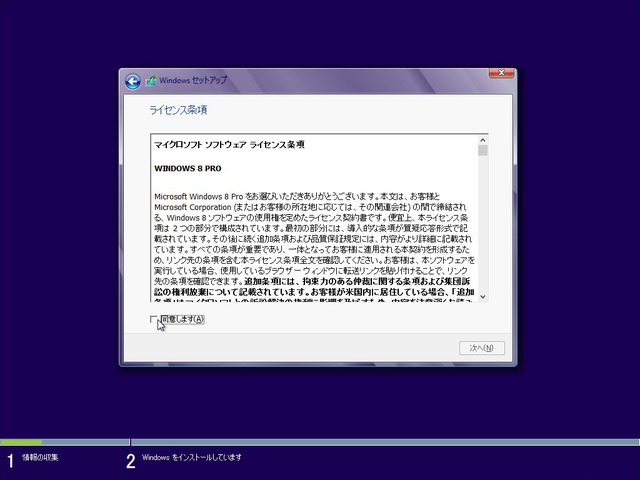 Windows セットアップ
ライセンス条項
マイクロソフト ソフトウェア ライセンス条項
WINDOWS 8 PRO
Microsoft Windows 8 Pro をお選びいただきありがとうございます。本文は、お客様と
Microsoft Corporation (またはお客様の所在地に応じては、その関連会社) の間で締結され
る、Windows 8 ソフトウェアの使用権を定めたライセンス契約書です。便宜上、本ライセンス条
項は 2 つの部分で構成されています。最初の部分には、導入的な条項が質疑応答形式で記
載されています。その後に続く追加条項および品質保証規定には、内容がより詳細に記載され
ています。すべての条項が重要であり、一体となってお客様に適用される本契約を形成するた
め、リンク先の条項を含む本ライセンス条項全文を確認してください。お客様は、本ソフトウェアを
実行している場合、使用しているブラウザー ウィンドウに転送リンクを貼り付けることで、リンク
先の条項を確認できます。追加条項には、拘束力のある仲裁に関する条項および集団訴
訟の権利放棄について記載されています。お客様が米国内に居住している場合、「追加
同意します(A)
次へ(N)
1 情報の収集
2 Windows をインストールしています